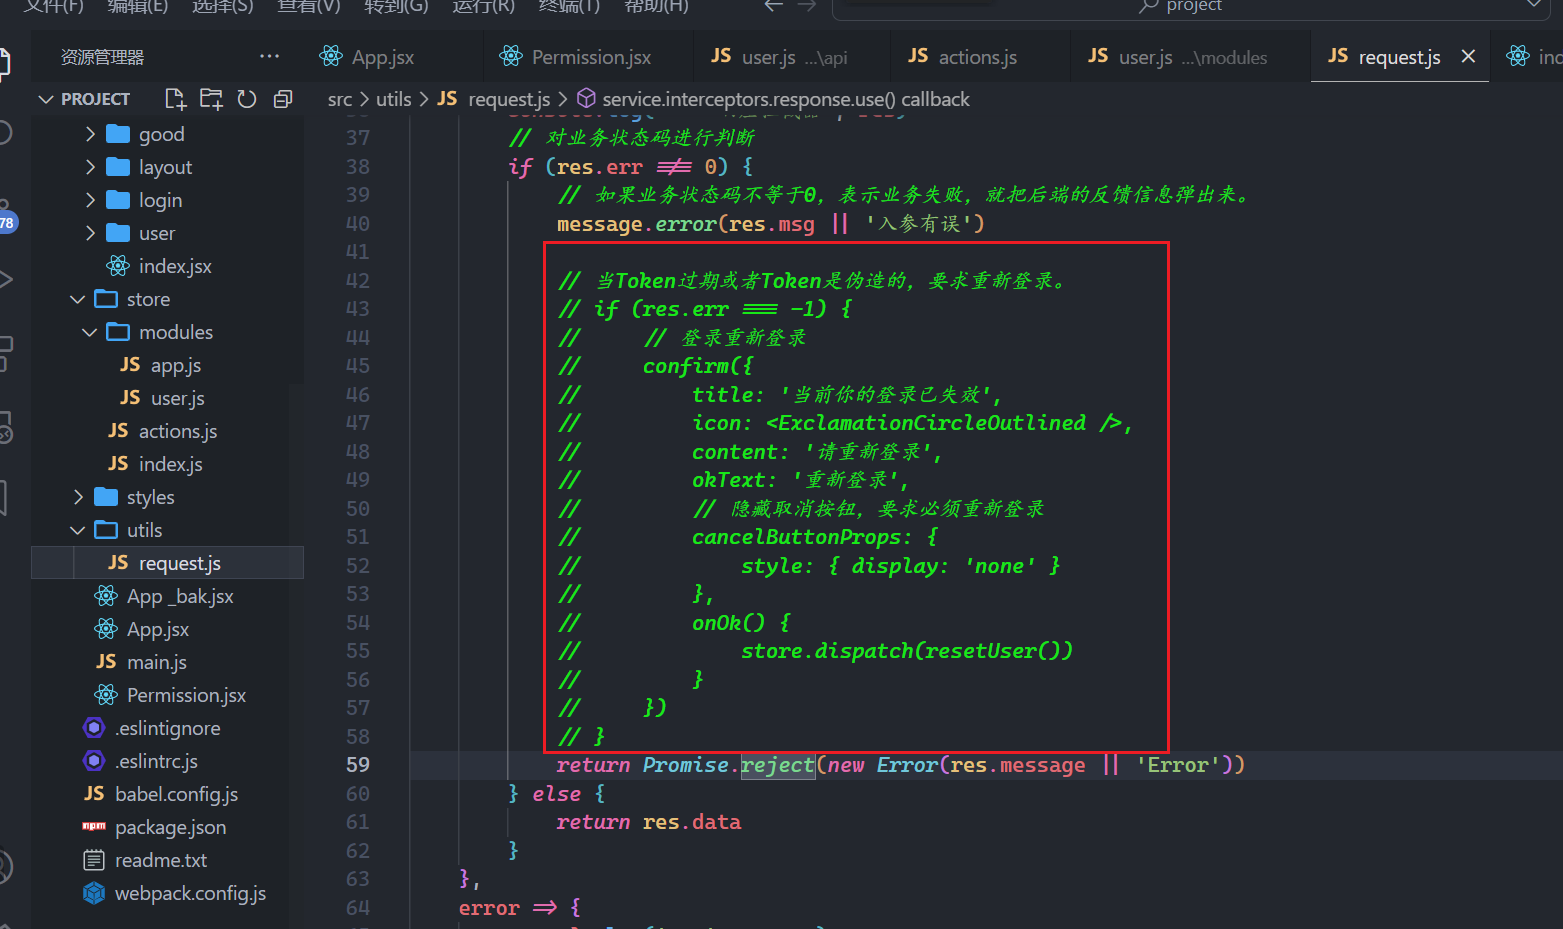 文件(F) 编辑(E) 选择(S) 查看(V) 转到(G) 运行(R) 终端(T) 帮助(H) project
资源管理器
App.jsx Permission.jsx user.js ...\api JS actions.js JS user.js ...\modules JS request.js
PROJECT
src > utils > JS request.js > service.interceptors.response.use() callback
good
layout
login
user
index.jsx
store
modules
JS app.js
JS user.js
JS actions.js
JS index.js
styles
utils
JS request.js
App _bak.jsx
App.jsx
JS main.js
Permission.jsx
.eslintignore
.eslintrc.js
JS babel.config.js
package.json
readme.txt
webpack.config.js
78
37 // 对业务状态码进行判断
38 if (res.err !== 0) {
39 // 如果业务状态码不等于0，表示业务失败，就把后端的反馈信息弹出来。
40 message.error(res.msg || '入参有误')
41
42 // 当Token过期或者Token是伪造的，要求重新登录。
43 // if (res.err === -1) {
44 // // 登录重新登录
45 // confirm({
46 // title: '当前你的登录已失效',
47 // icon: <ExclamationCircleOutlined />,
48 // content: '请重新登录',
49 // okText: '重新登录',
50 // // 隐藏取消按钮，要求必须重新登录
51 // cancelButtonProps: {
52 // style: { display: 'none' }
53 // },
54 // onOk() {
55 // store.dispatch(resetUser())
56 // }
57 // })
58 // }
59 return Promise.reject(new Error(res.message || 'Error'))
60 } else {
61 return res.data
62 }
63 },
64 error => {